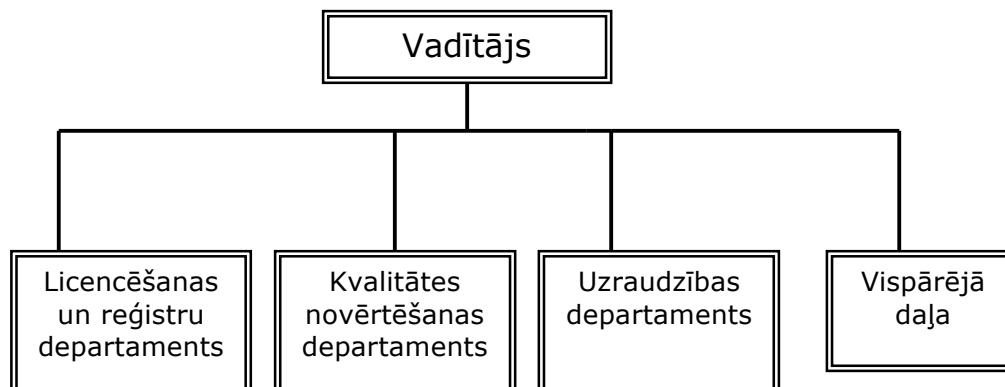 Vadītājs
Licencēšanas
un reģistru
departaments
Kvalitātes
novērtēšanas
departaments
Uzraudzības
departaments
Vispārējā
daļa